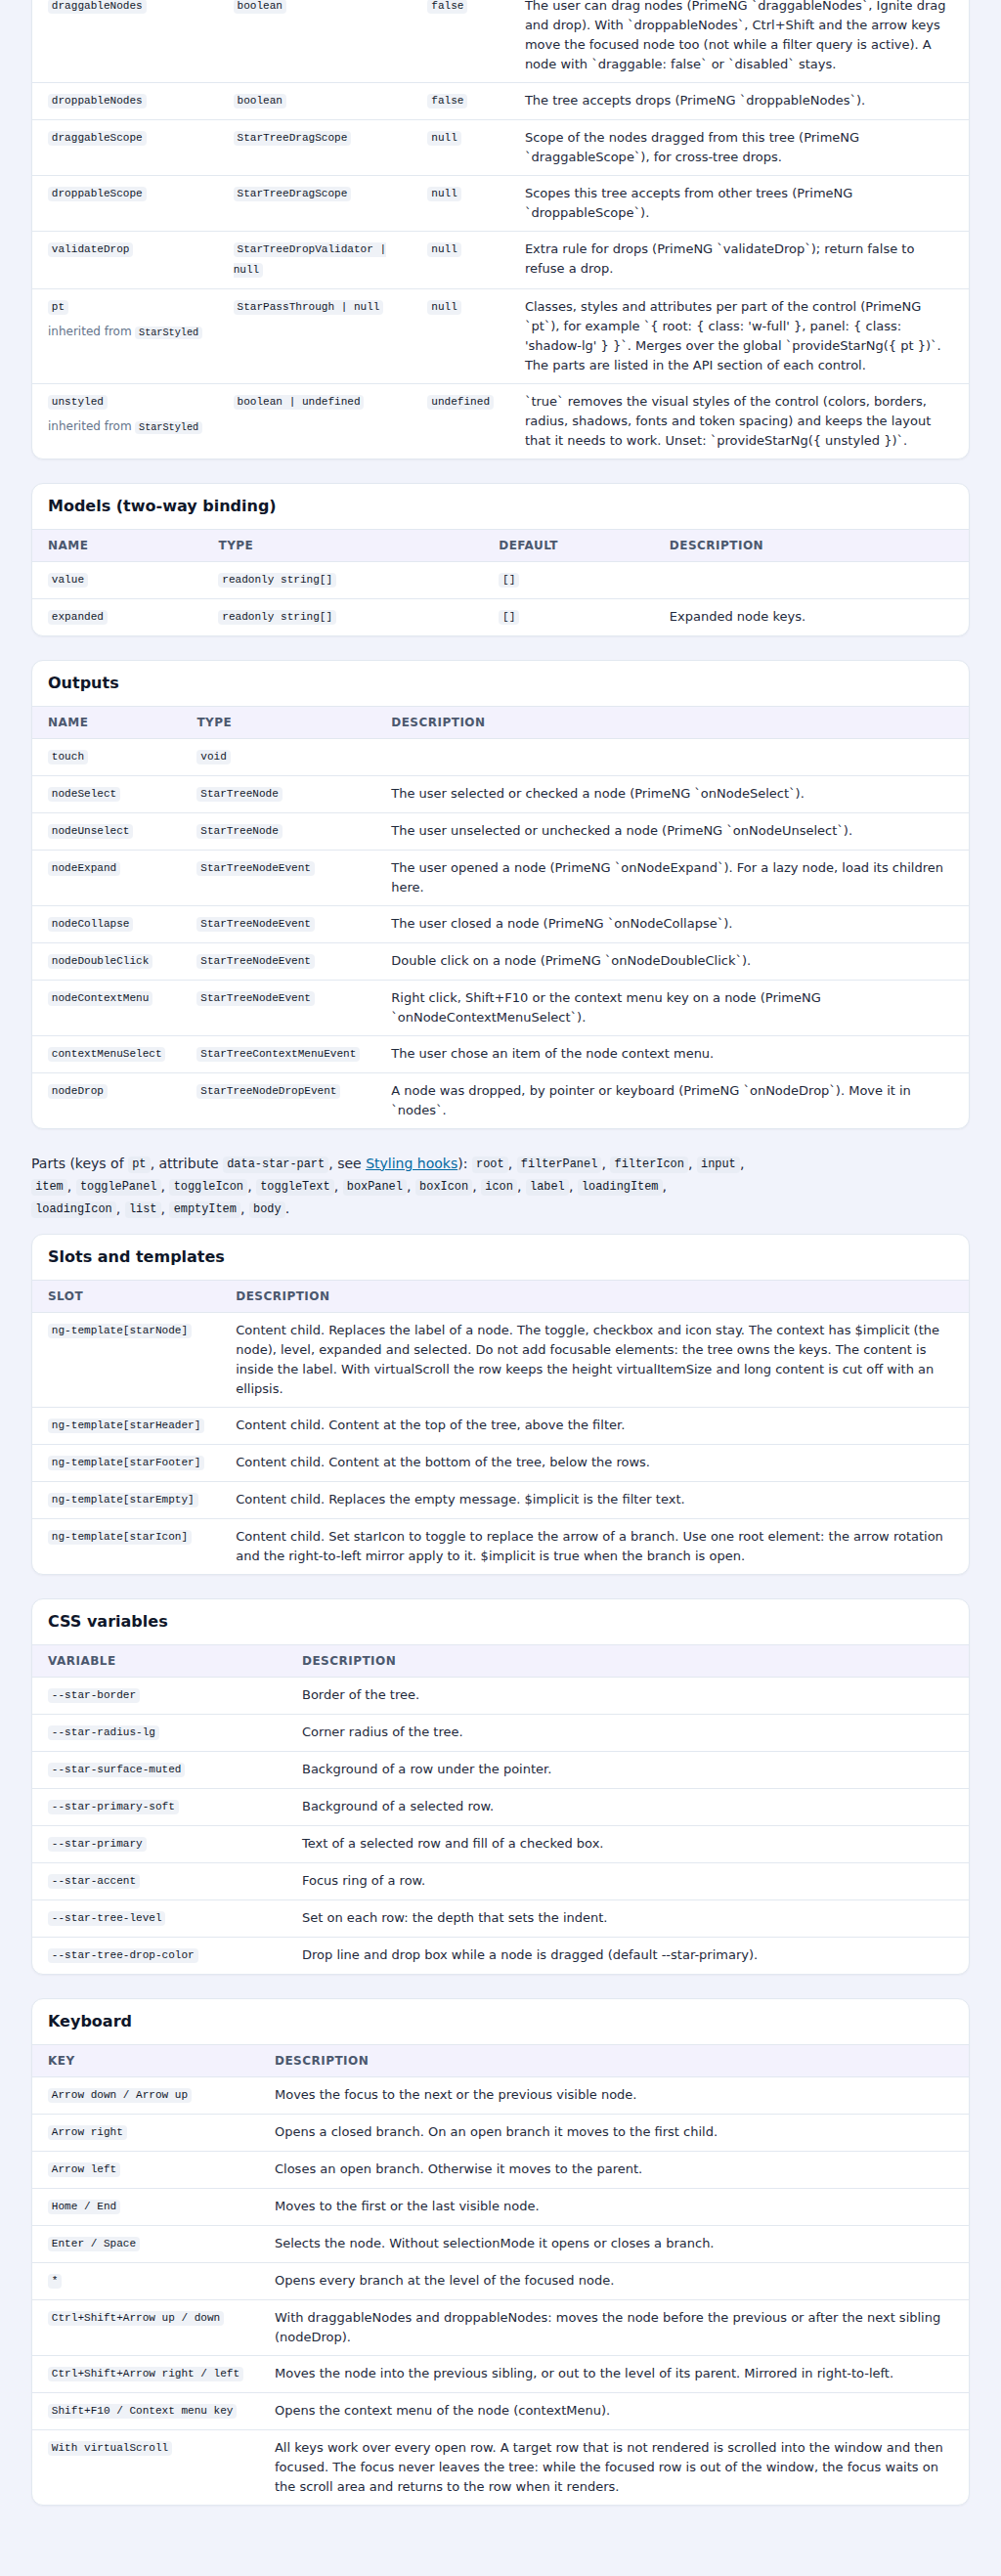 draggableNodes boolean false The user can drag nodes (PrimeNG `draggableNodes`, Ignite drag
and drop). With `droppableNodes`, Ctrl+Shift and the arrow keys
move the focused node too (not while a filter query is active). A
node with `draggable: false` or `disabled` stays.
droppableNodes boolean false The tree accepts drops (PrimeNG `droppableNodes`).
draggableScope StarTreeDragScope null Scope of the nodes dragged from this tree (PrimeNG
`draggableScope`), for cross-tree drops.
droppableScope StarTreeDragScope null Scopes this tree accepts from other trees (PrimeNG
`droppableScope`).
validateDrop StarTreeDropValidator | null Extra rule for drops (PrimeNG `validateDrop`); return false to
null refuse a drop.
pt StarPassThrough | null null Classes, styles and attributes per part of the control (PrimeNG
inherited from StarStyled `pt`), for example `{ root: { class: 'w-full' }, panel: { class:
'shadow-lg' } }`. Merges over the global `provideStarNg({ pt })`.
The parts are listed in the API section of each control.
unstyled boolean | undefined undefined `true` removes the visual styles of the control (colors, borders,
inherited from StarStyled radius, shadows, fonts and token spacing) and keeps the layout
that it needs to work. Unset: `provideStarNg({ unstyled })`.
Models (two-way binding)
NAME TYPE DEFAULT DESCRIPTION
value readonly string[] []
expanded readonly string[] [] Expanded node keys.
Outputs
NAME TYPE DESCRIPTION
touch void
nodeSelect StarTreeNode The user selected or checked a node (PrimeNG `onNodeSelect`).
nodeUnselect StarTreeNode The user unselected or unchecked a node (PrimeNG `onNodeUnselect`).
nodeExpand StarTreeNodeEvent The user opened a node (PrimeNG `onNodeExpand`). For a lazy node, load its children
here.
nodeCollapse StarTreeNodeEvent The user closed a node (PrimeNG `onNodeCollapse`).
nodeDoubleClick StarTreeNodeEvent Double click on a node (PrimeNG `onNodeDoubleClick`).
nodeContextMenu StarTreeNodeEvent Right click, Shift+F10 or the context menu key on a node (PrimeNG
`onNodeContextMenuSelect`).
contextMenuSelect StarTreeContextMenuEvent The user chose an item of the node context menu.
nodeDrop StarTreeNodeDropEvent A node was dropped, by pointer or keyboard (PrimeNG `onNodeDrop`). Move it in
`nodes`.
Parts (keys of pt, attribute data-star-part, see Styling hooks): root, filterPanel, filterIcon, input,
item, togglePanel, toggleIcon, toggleText, boxPanel, boxIcon, icon, label, loadingItem,
loadingIcon, list, emptyItem, body.
Slots and templates
SLOT DESCRIPTION
ng-template[starNode] Content child. Replaces the label of a node. The toggle, checkbox and icon stay. The context has $implicit (the
node), level, expanded and selected. Do not add focusable elements: the tree owns the keys. The content is
inside the label. With virtualScroll the row keeps the height virtualItemSize and long content is cut off with an
ellipsis.
ng-template[starHeader] Content child. Content at the top of the tree, above the filter.
ng-template[starFooter] Content child. Content at the bottom of the tree, below the rows.
ng-template[starEmpty] Content child. Replaces the empty message. $implicit is the filter text.
ng-template[starIcon] Content child. Set starIcon to toggle to replace the arrow of a branch. Use one root element: the arrow rotation
and the right-to-left mirror apply to it. $implicit is true when the branch is open.
CSS variables
VARIABLE DESCRIPTION
--star-border Border of the tree.
--star-radius-lg Corner radius of the tree.
--star-surface-muted Background of a row under the pointer.
--star-primary-soft Background of a selected row.
--star-primary Text of a selected row and fill of a checked box.
--star-accent Focus ring of a row.
--star-tree-level Set on each row: the depth that sets the indent.
--star-tree-drop-color Drop line and drop box while a node is dragged (default --star-primary).
Keyboard
KEY DESCRIPTION
Arrow down / Arrow up Moves the focus to the next or the previous visible node.
Arrow right Opens a closed branch. On an open branch it moves to the first child.
Arrow left Closes an open branch. Otherwise it moves to the parent.
Home / End Moves to the first or the last visible node.
Enter / Space Selects the node. Without selectionMode it opens or closes a branch.
* Opens every branch at the level of the focused node.
Ctrl+Shift+Arrow up / down With draggableNodes and droppableNodes: moves the node before the previous or after the next sibling
(nodeDrop).
Ctrl+Shift+Arrow right / left Moves the node into the previous sibling, or out to the level of its parent. Mirrored in right-to-left.
Shift+F10 / Context menu key Opens the context menu of the node (contextMenu).
With virtualScroll All keys work over every open row. A target row that is not rendered is scrolled into the window and then
focused. The focus never leaves the tree: while the focused row is out of the window, the focus waits on
the scroll area and returns to the row when it renders.